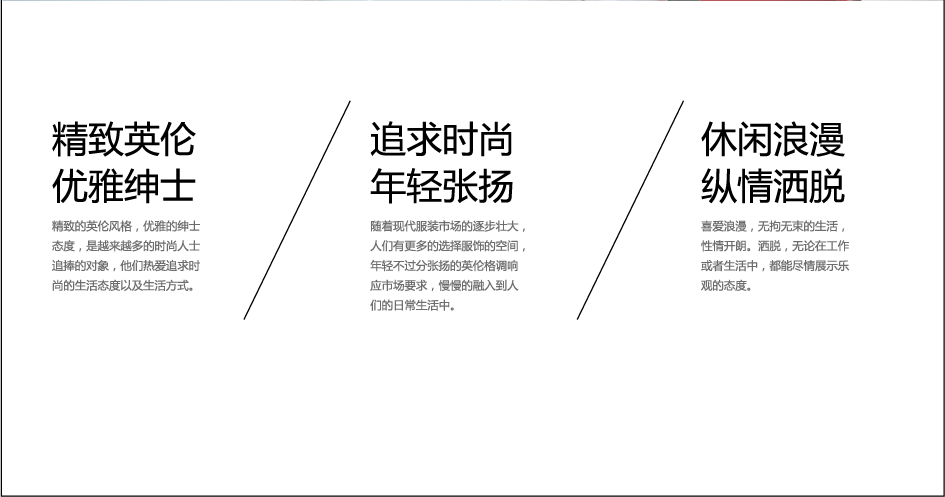 精致英伦
优雅绅士
精致的英伦风格，优雅的绅士
态度，是越来越多的时尚人士
追捧的对象，他们热爱追求时
尚的生活态度以及生活方式。
追求时尚
年轻张扬
随着现代服装市场的逐步壮大，
人们有更多的选择服饰的空间，
年轻不过分张扬的英伦格调响
应市场要求，慢慢的融入到人
们的日常生活中。
休闲浪漫
纵情洒脱
喜爱浪漫，无拘无束的生活，
性情开朗。洒脱，无论在工作
或者生活中，都能尽情展示乐
观的态度。